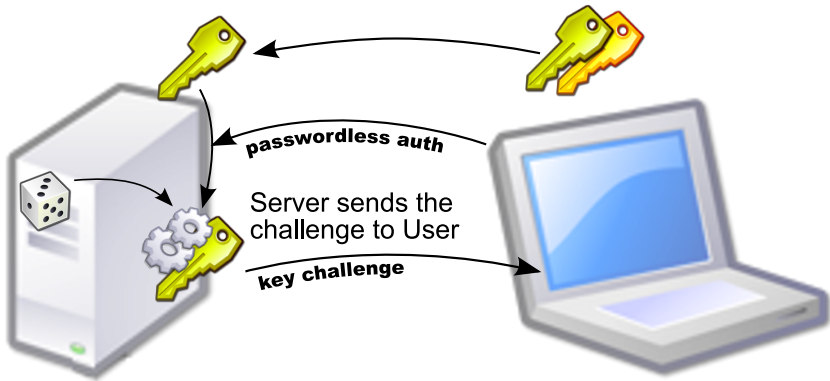 passwordless auth
Server sends the
challenge to User
key challenge